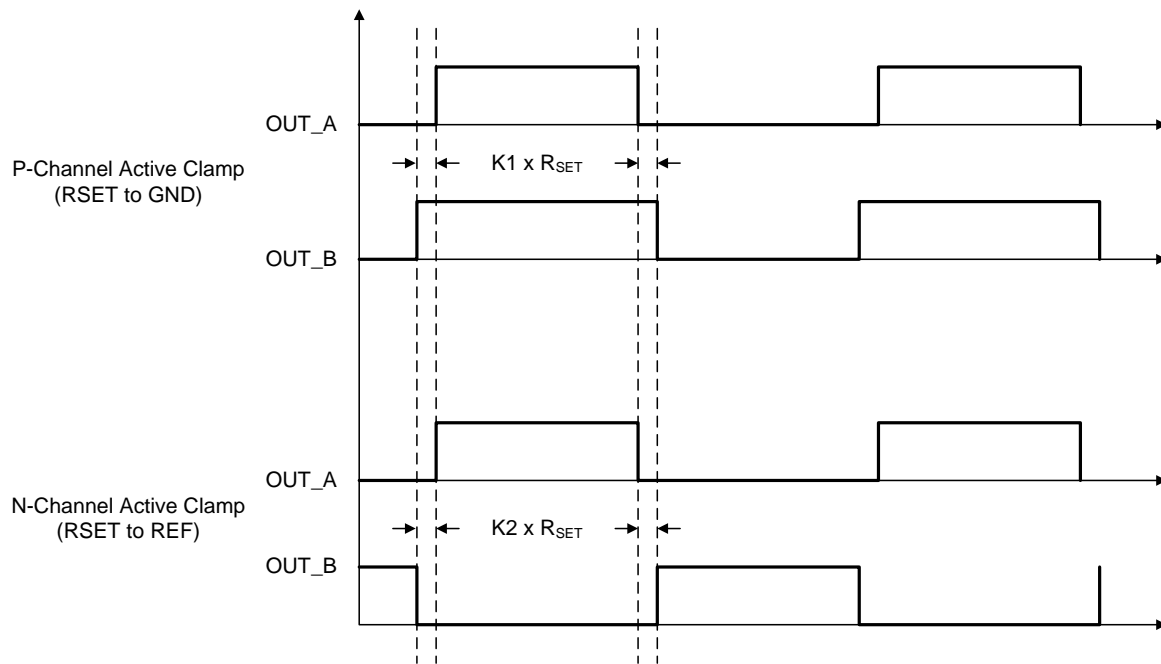 OUT_A
P-Channel Active Clamp
(RSET to GND)
K1 x RSET
OUT_B
OUT_A
N-Channel Active Clamp
(RSET to REF)
K2 x RSET
OUT_B